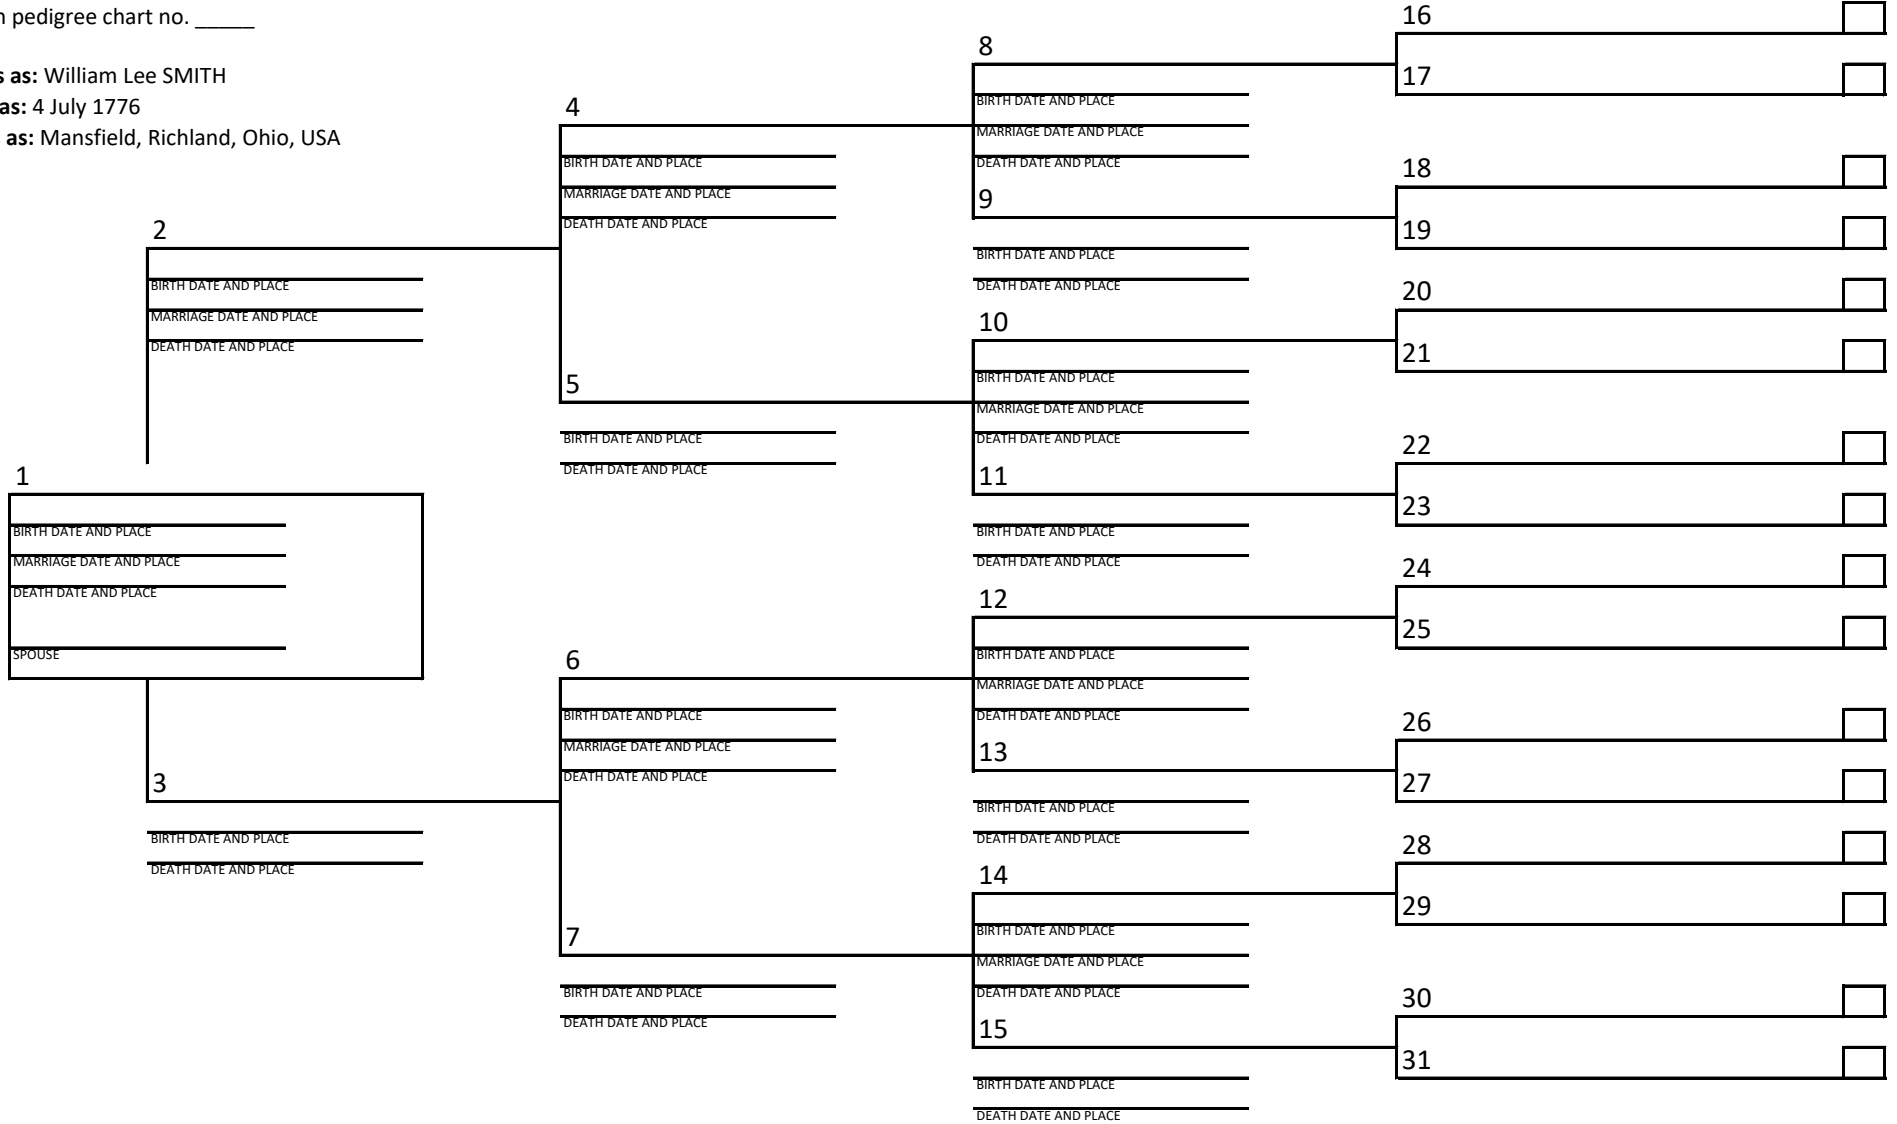 pedigree chart no. _____
as: William Lee SMITH
as: 4 July 1776
as: Mansfield, Richland, Ohio, USA
1
BIRTH DATE AND PLACE
MARRIAGE DATE AND PLACE
DEATH DATE AND PLACE
SPOUSE
2
BIRTH DATE AND PLACE
MARRIAGE DATE AND PLACE
DEATH DATE AND PLACE
3
BIRTH DATE AND PLACE
DEATH DATE AND PLACE
4
BIRTH DATE AND PLACE
MARRIAGE DATE AND PLACE
DEATH DATE AND PLACE
5
BIRTH DATE AND PLACE
DEATH DATE AND PLACE
6
BIRTH DATE AND PLACE
MARRIAGE DATE AND PLACE
DEATH DATE AND PLACE
7
BIRTH DATE AND PLACE
DEATH DATE AND PLACE
8
BIRTH DATE AND PLACE
MARRIAGE DATE AND PLACE
DEATH DATE AND PLACE
9
BIRTH DATE AND PLACE
DEATH DATE AND PLACE
10
BIRTH DATE AND PLACE
MARRIAGE DATE AND PLACE
DEATH DATE AND PLACE
11
BIRTH DATE AND PLACE
DEATH DATE AND PLACE
12
BIRTH DATE AND PLACE
MARRIAGE DATE AND PLACE
DEATH DATE AND PLACE
13
BIRTH DATE AND PLACE
DEATH DATE AND PLACE
14
BIRTH DATE AND PLACE
MARRIAGE DATE AND PLACE
DEATH DATE AND PLACE
15
BIRTH DATE AND PLACE
DEATH DATE AND PLACE
16
17
18
19
20
21
22
23
24
25
26
27
28
29
30
31